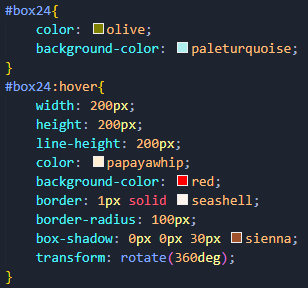 #box24{
    color: olive;
    background-color: paleturquoise;
}
#box24:hover{
    width: 200px;
    height: 200px;
    line-height: 200px;
    color: papayawhip;
    background-color: red;
    border: 1px solid seashell;
    border-radius: 100px;
    box-shadow: 0px 0px 30px sienna;
    transform: rotate(360deg);
}